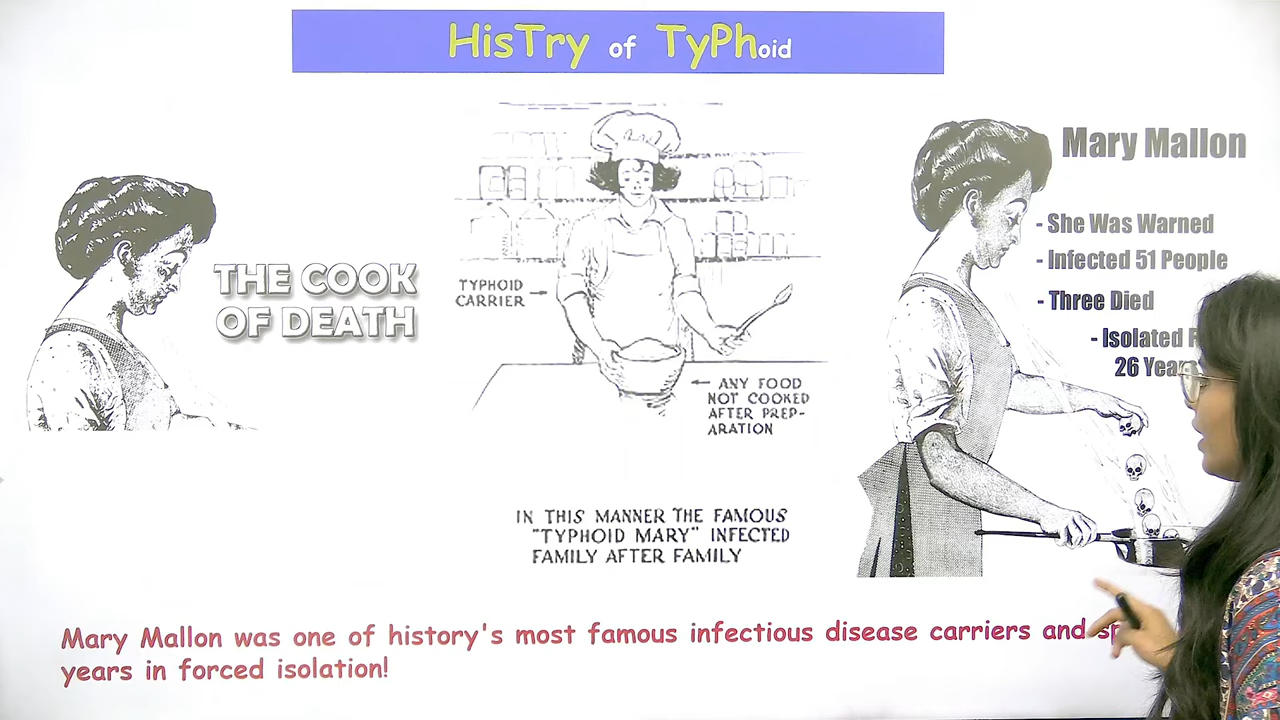 HisTry of TyPhoid
THE COOK
OF DEATH
TYPHOID
CARRIER
ANY FOOD
NOT COOKED
AFTER PREP-
ARATION
IN THIS MANNER THE FAMOUS
"TYPHOID MARY" INFECTED
FAMILY AFTER FAMILY
Mary Mallon
- She Was Warned
- Infected 51 People
- Three Died
- Isolated
26
Mary Mallon was one of history's most famous infectious disease carriers and
years in forced isolation!